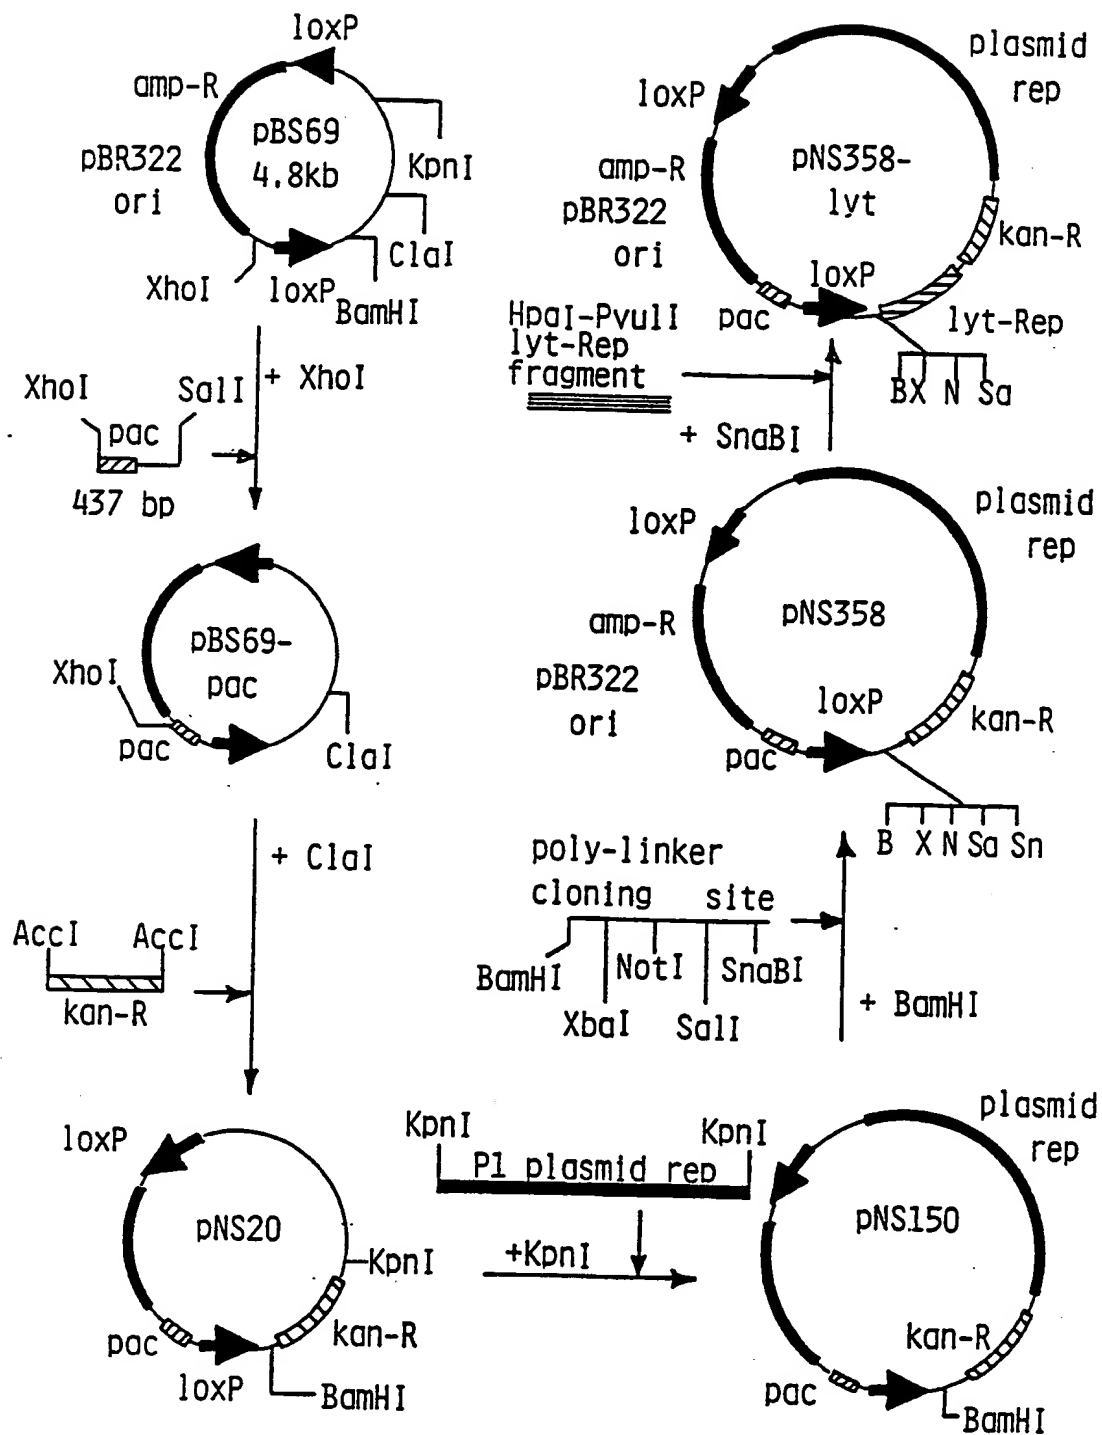 loxP
amp-R
pBS69
4.8kb
pBR322
ori
KpnI
ClaI
XhoI
loxP
BamHI
+ XhoI
XhoI
SalI
pac
437 bp
pBS69-
pac
XhoI
pac
ClaI
+ ClaI
AccI
AccI
kan-R
loxP
pNS20
KpnI
pac
kan-R
loxP
BamHI
KpnI
KpnI
P1 plasmid rep
+KpnI
plasmid
rep
pNS150
kan-R
pac
BamHI
poly-linker
cloning site
BamHI
NotI
SnaBI
XbaI
SalI
+ BamHI
plasmid
rep
loxP
pNS358
amp-R
pBR322
ori
loxP
kan-R
pac
B X N Sa Sn
HpaI-PvuII
lyt-Rep
fragment
+ SnaBI
plasmid
rep
loxP
pNS358-
lyt
amp-R
pBR322
ori
kan-R
loxP
pac
lyt-Rep
BX N Sa